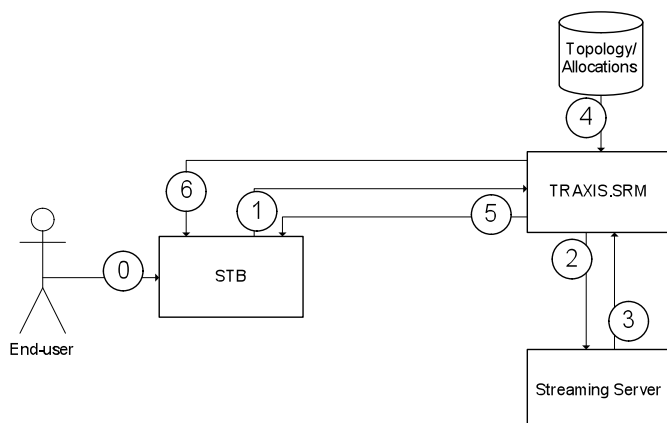 Topology/
Allocations
4
TRAXIS.SRM
6
1
5
0
STB
2
3
End-user
Streaming Server